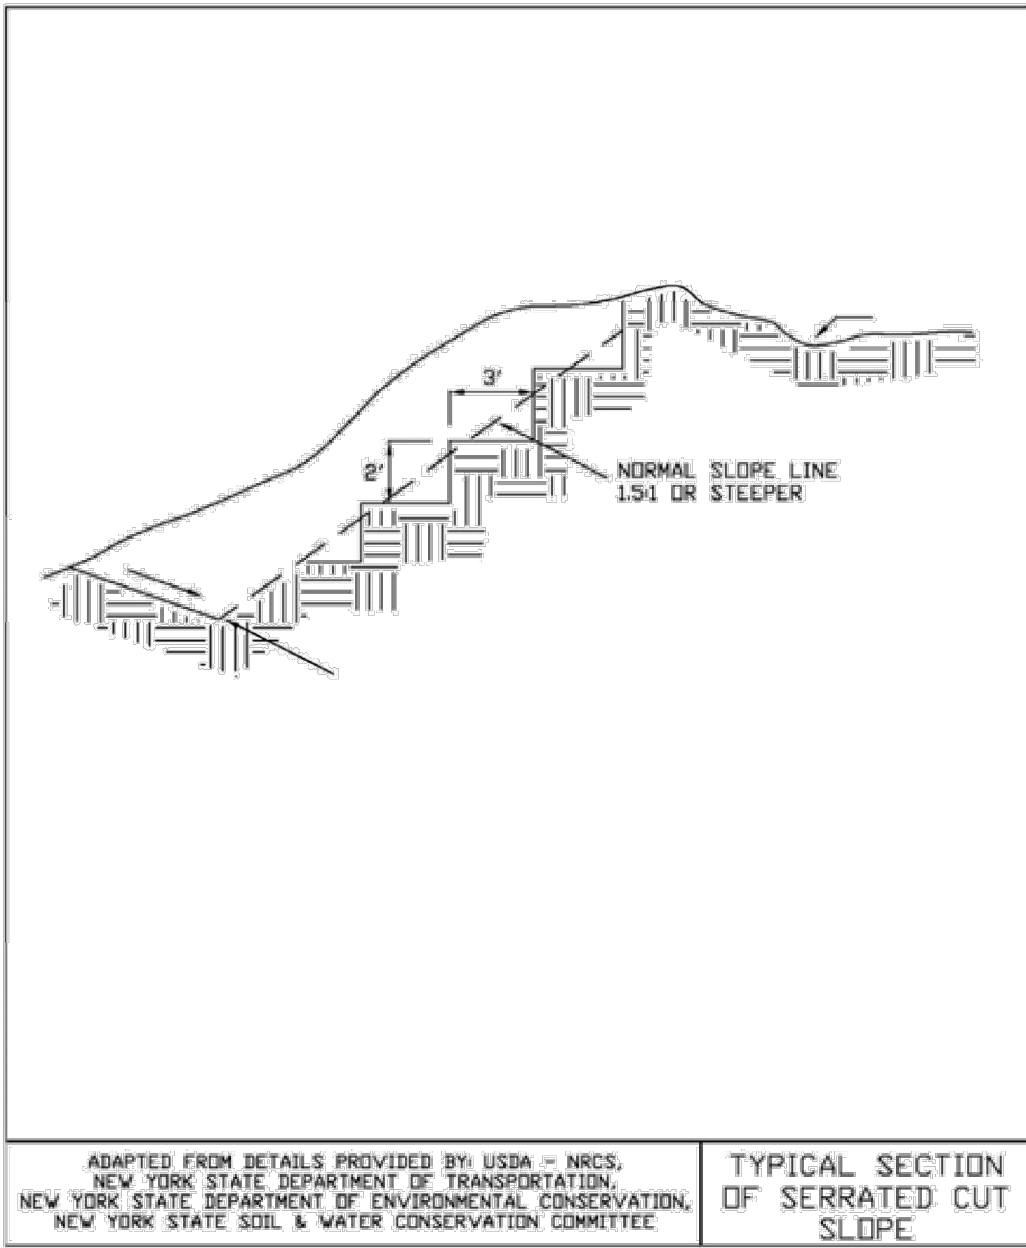 3'
2'
NORMAL SLOPE LINE
1.5:1 OR STEEPER
ADAPTED FROM DETAILS PROVIDED BY: USDA - NRCS,
NEW YORK STATE DEPARTMENT OF TRANSPORTATION,
NEW YORK STATE DEPARTMENT OF ENVIRONMENTAL CONSERVATION,
NEW YORK STATE SOIL & WATER CONSERVATION COMMITTEE
TYPICAL SECTION
OF SERRATED CUT
SLOPE